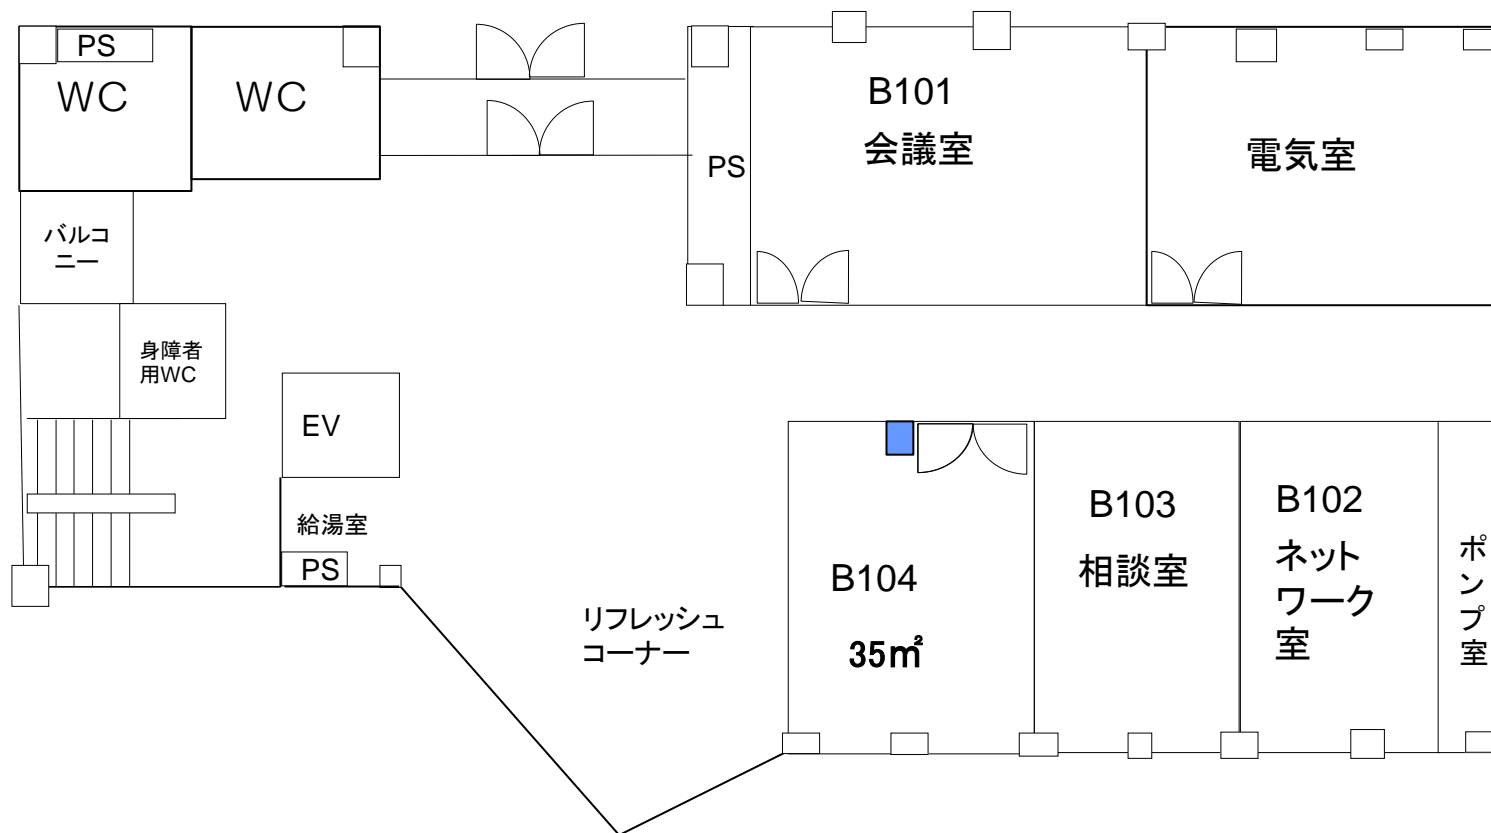 PS
WC
WC
B101
会議室
電気室
PS
バルコ
ニー
身障者
用WC
EV
給湯室
PS
リフレッシュ
コーナー
B104
35㎡
B103
相談室
B102
ネット
ワーク
室
ポンプ室